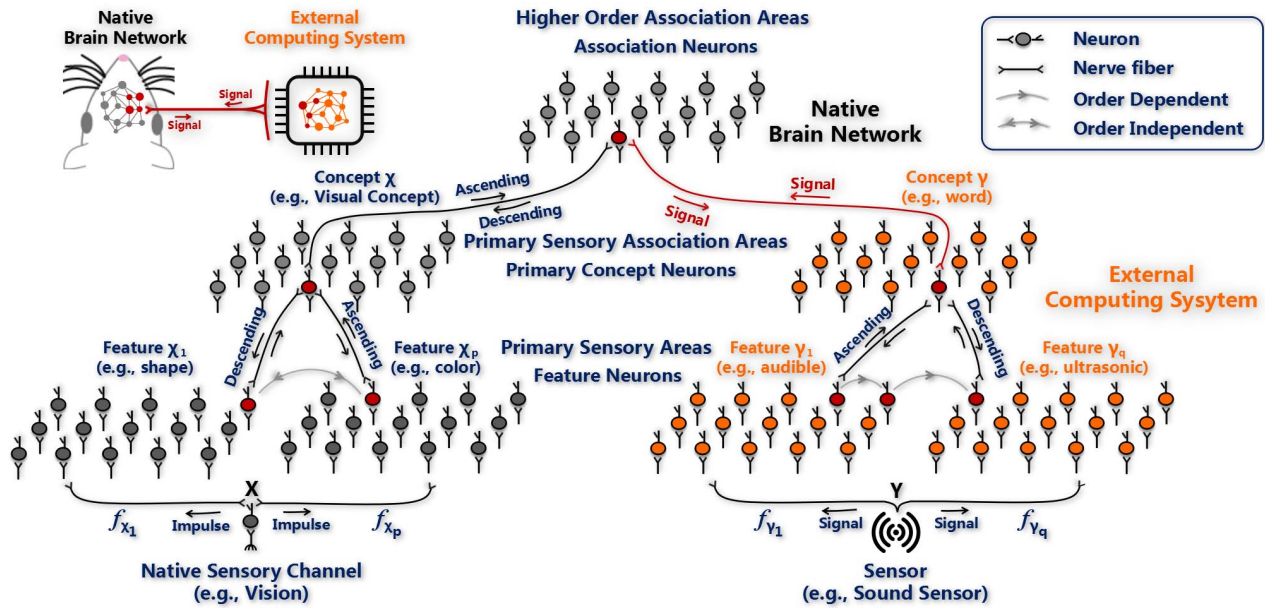 Native
Brain Network
External
Computing System
Signal
Signal
Higher Order Association Areas
Association Neurons
Native
Brain Network
Neuron
Nerve fiber
Order Dependent
Order Independent
Concept χ
(e.g., Visual Concept)
Ascending
Descending
Signal
Signal
Concept γ
(e.g., word)
Primary Sensory Association Areas
Primary Concept Neurons
External
Computing Sysytem
Feature χ1
(e.g., shape)
Descending
Ascending
Feature χp
(e.g., color)
Primary Sensory Areas
Feature Neurons
Feature γ1
(e.g., audible)
Ascending
Descending
Feature γq
(e.g., ultrasonic)
X
fχ1
Impulse
Impulse
fχp
Native Sensory Channel
(e.g., Vision)
Y
fγ1
Signal
Signal
fγq
Sensor
(e.g., Sound Sensor)